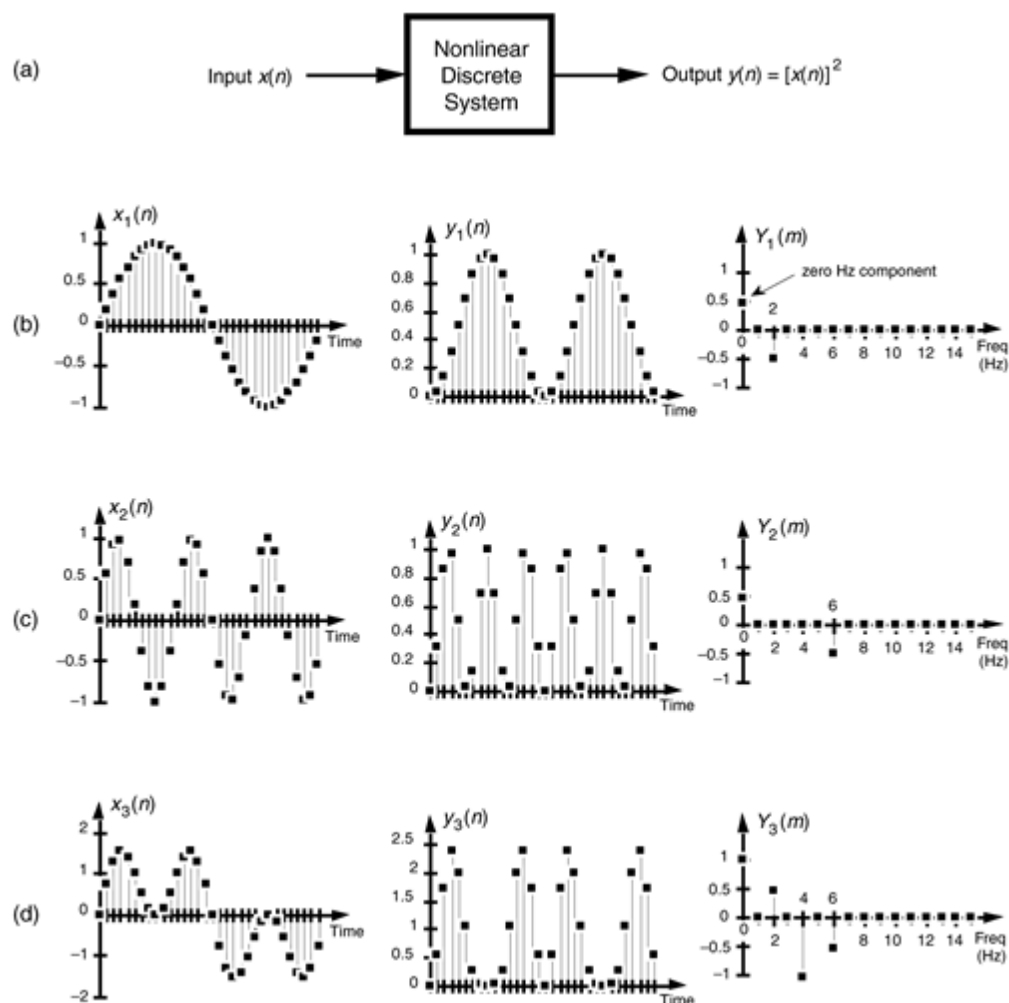 (a)
Input x(n)
Nonlinear
Discrete
System
Output y(n) = [x(n)]²
(b)
x₁(n)
1
0.5
0
–0.5
–1
Time
y₁(n)
1
0.8
0.6
0.4
0.2
0
Time
Y₁(m)
1
0.5
0
–0.5
–1
zero Hz component
2
0 4 6 8 10 12 14
Freq
(Hz)
(c)
x₂(n)
1
0.5
0
–0.5
–1
Time
y₂(n)
1
0.8
0.6
0.4
0.2
0
Time
Y₂(m)
1
0.5
0
–0.5
–1
6
0 2 4 8 10 12 14
Freq
(Hz)
(d)
x₃(n)
2
1
0
–1
–2
Time
y₃(n)
2.5
2
1.5
1
0.5
0
Time
Y₃(m)
1
0.5
0
–0.5
–1
4 6
0 2 8 10 12 14
Freq
(Hz)